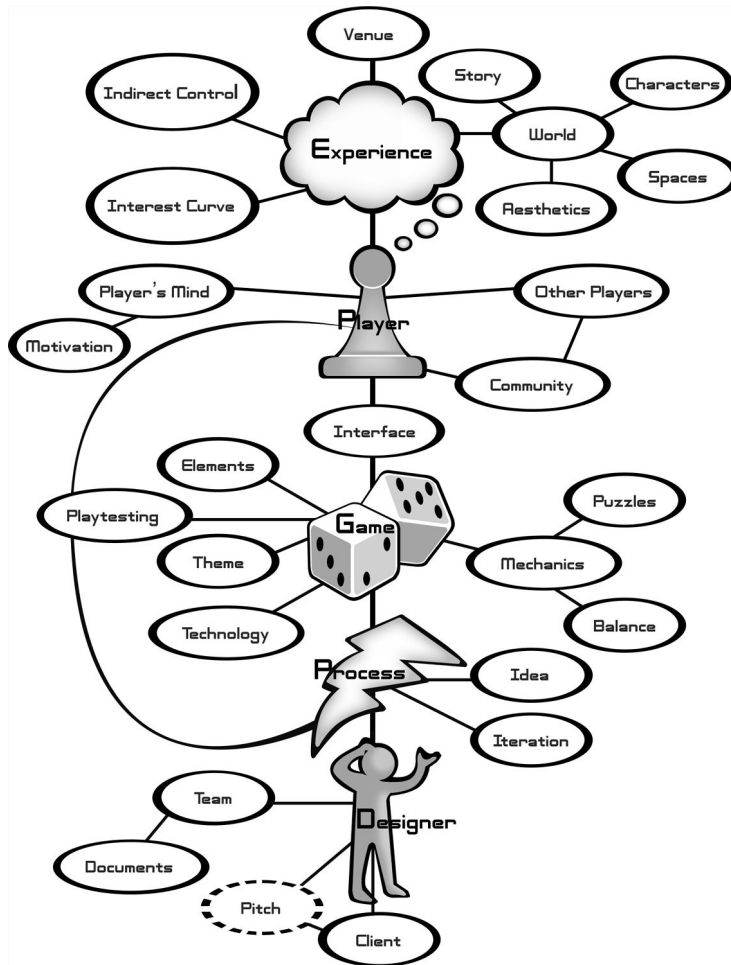 Venue
Story
Characters
Indirect Control
World
Experience
Spaces
Interest Curve
Aesthetics
Player's Mind
Other Players
Player
Motivation
Community
Interface
Elements
Puzzles
Playtesting
Game
Theme
Mechanics
Technology
Balance
Process
Idea
Iteration
Team
Designer
Documents
Pitch
Client